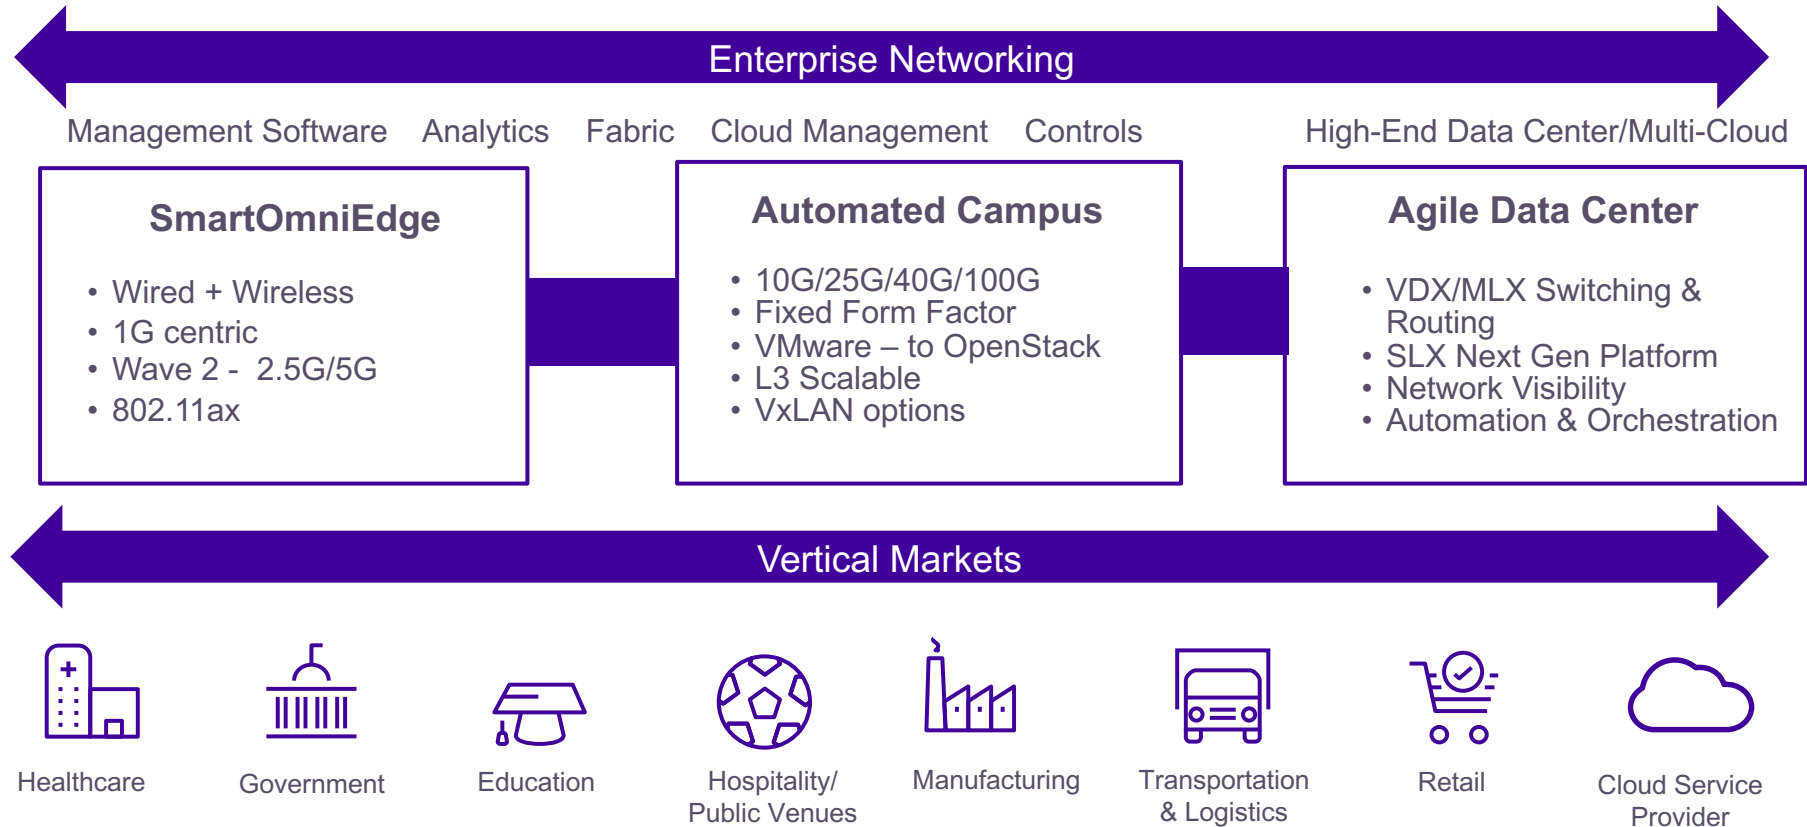 Enterprise Networking
Management Software Analytics Fabric Cloud Management Controls High-End Data Center/Multi-Cloud
SmartOmniEdge
• Wired + Wireless
• 1G centric
• Wave 2 - 2.5G/5G
• 802.11ax
Automated Campus
• 10G/25G/40G/100G
• Fixed Form Factor
• VMware – to OpenStack
• L3 Scalable
• VxLAN options
Agile Data Center
• VDX/MLX Switching &
Routing
• SLX Next Gen Platform
• Network Visibility
• Automation & Orchestration
Vertical Markets
Healthcare
Government
Education
Hospitality/
Public Venues
Manufacturing
Transportation
& Logistics
Retail
Cloud Service
Provider